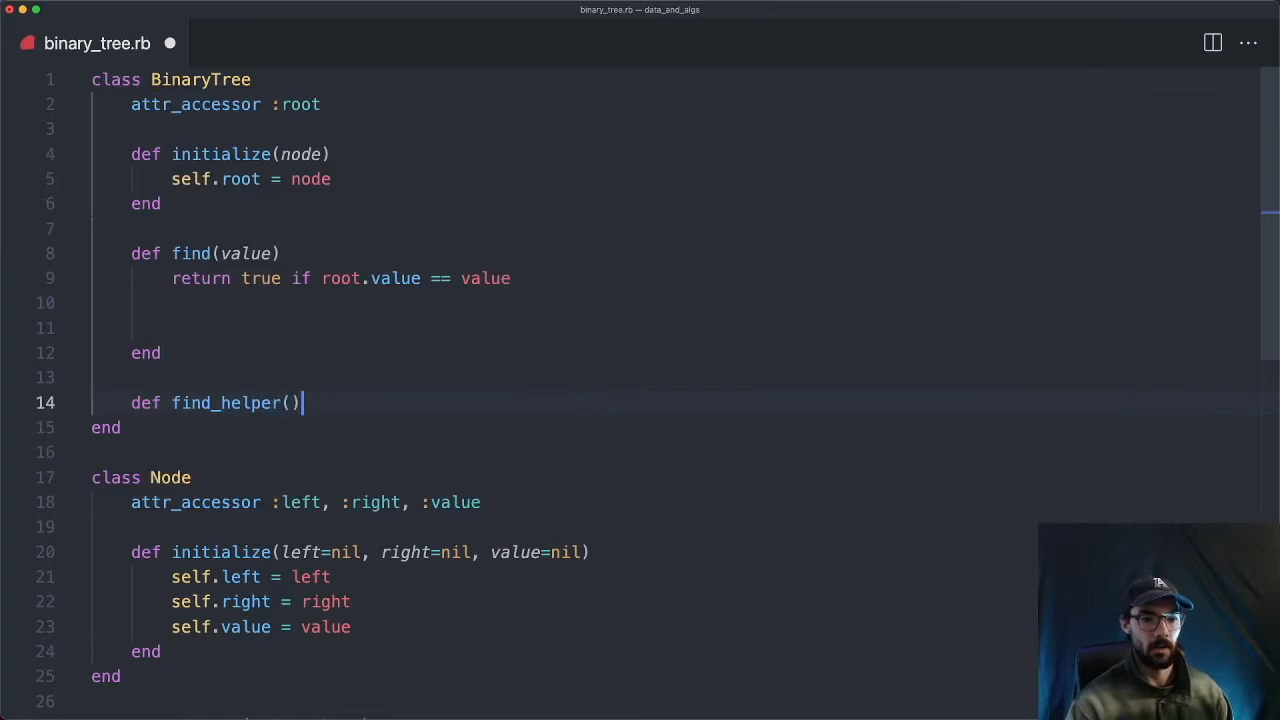 binary_tree.rb — data_and_algs
binary_tree.rb
1 class BinaryTree
2 attr_accessor :root
3
4 def initialize(node)
5 self.root = node
6 end
7
8 def find(value)
9 return true if root.value == value
10
11
12 end
13
14 def find_helper()
15 end
16
17 class Node
18 attr_accessor :left, :right, :value
19
20 def initialize(left=nil, right=nil, value=nil)
21 self.left = left
22 self.right = right
23 self.value = value
24 end
25 end
26